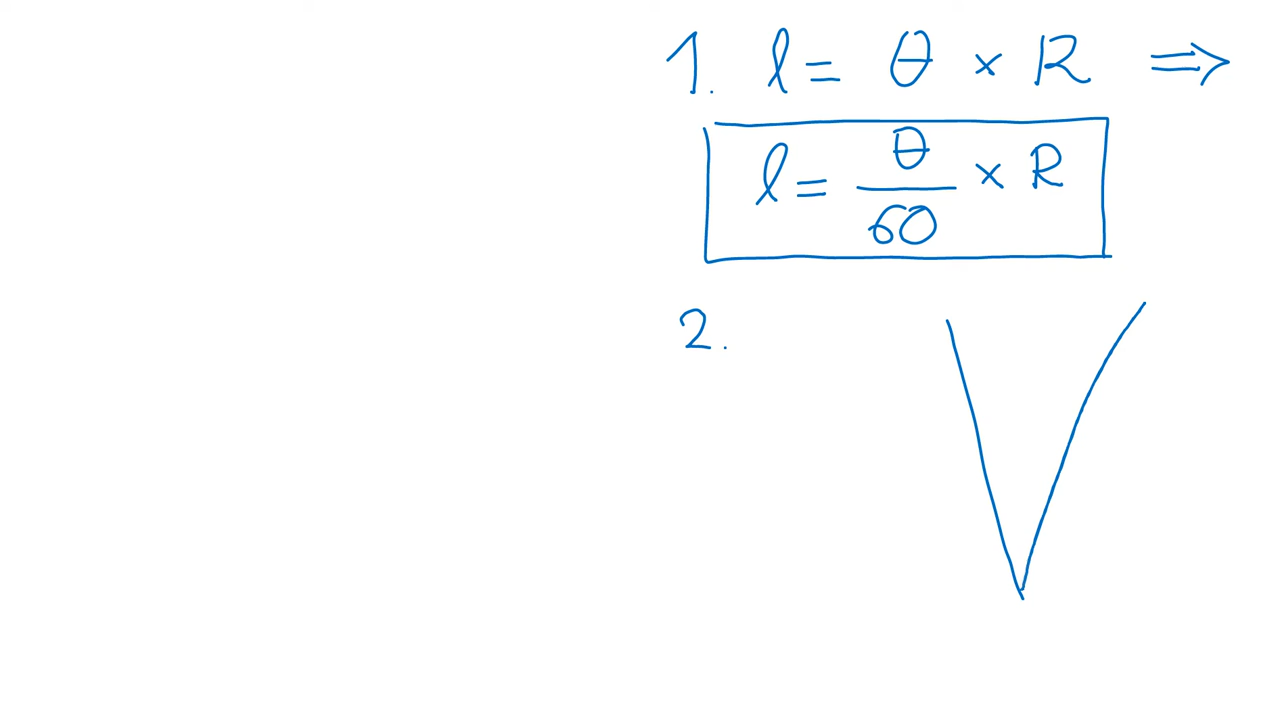 1. l = θ × R ⇒
l = θ/60 × R
2.